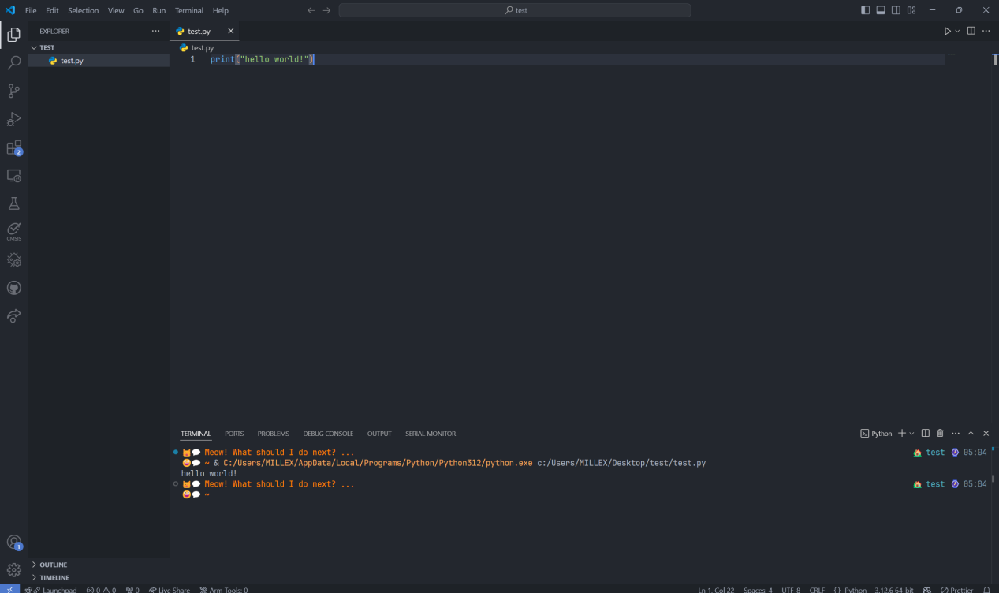 File Edit Selection View Go Run Terminal Help
test
EXPLORER
test.py
TEST
test.py
test.py
1 print("hello world!")
2
CMSIS
TERMINAL PORTS PROBLEMS DEBUG CONSOLE OUTPUT SERIAL MONITOR
Python
Meow! What should I do next? ... test 05:04
~ & C:/Users/MILLEX/AppData/Local/Programs/Python/Python312/python.exe c:/Users/MILLEX/Desktop/test/test.py
hello world!
Meow! What should I do next? ... test 05:04
~
1
OUTLINE
TIMELINE
Launchpad 0 0 0 Live Share Arm Tools: 0 Ln 1, Col 22 Spaces: 4 UTF-8 CRLF {} Python 3.12.6 64-bit Prettier